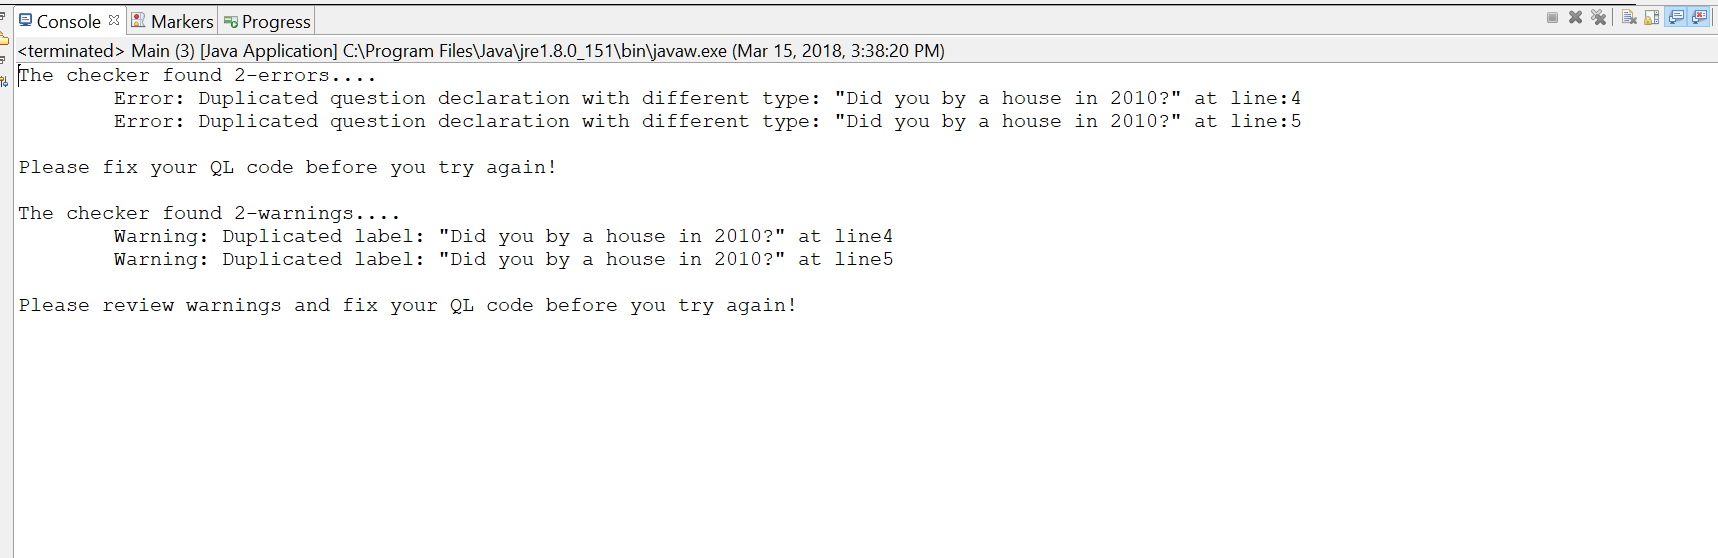 Console Markers Progress
<terminated> Main (3) [Java Application] C:\Program Files\Java\jre1.8.0_151\bin\javaw.exe (Mar 15, 2018, 3:38:20 PM)
The checker found 2-errors....
Error: Duplicated question declaration with different type: "Did you by a house in 2010?" at line:4
Error: Duplicated question declaration with different type: "Did you by a house in 2010?" at line:5
Please fix your QL code before you try again!
The checker found 2-warnings....
Warning: Duplicated label: "Did you by a house in 2010?" at line4
Warning: Duplicated label: "Did you by a house in 2010?" at line5
Please review warnings and fix your QL code before you try again!